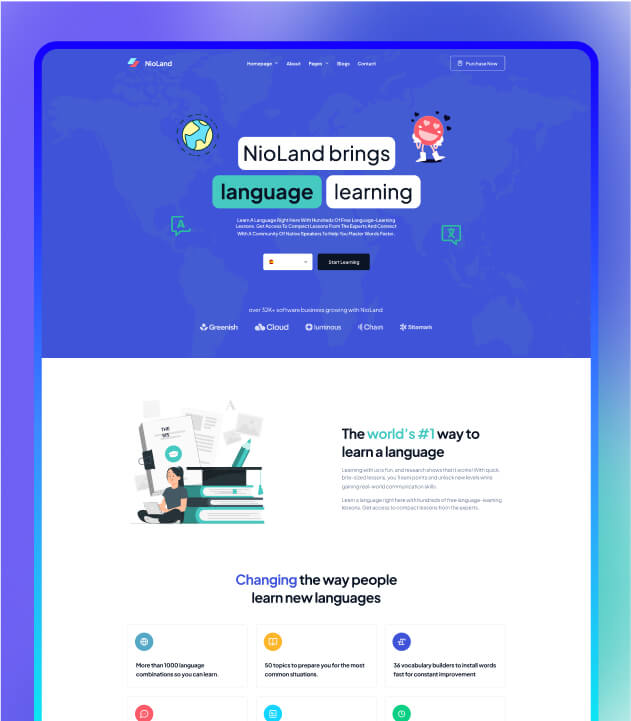 NioLand
Homepage About Pages Blogs Contact
Purchase Now
NioLand brings
language learning
Learn A Language Right Here With Hundreds Of Free Language-Learning
Lessons. Get Access To Compact Lessons From The Experts And Connect
With A Community Of Native Speakers To Help You Master Words Faster.
A
Start Learning
over 32K+ software business growing with NioLand
Greenish Cloud luminous Chain Sitemark
THE
A
The world's #1 way to
learn a language
Learning with us is fun, and research shows that it works! With quick,
bite-sized lessons, you'll earn points and unlock new levels while
gaining real-world communication skills.
Learn a language right here with hundreds of free language-learning
lessons. Get access to compact lessons from the experts.
Changing the way people
learn new languages
More than 1000 language
combinations so you can learn.
50 topics to prepare you for the most
common situations.
36 vocabulary builders to install words
fast for constant improvement